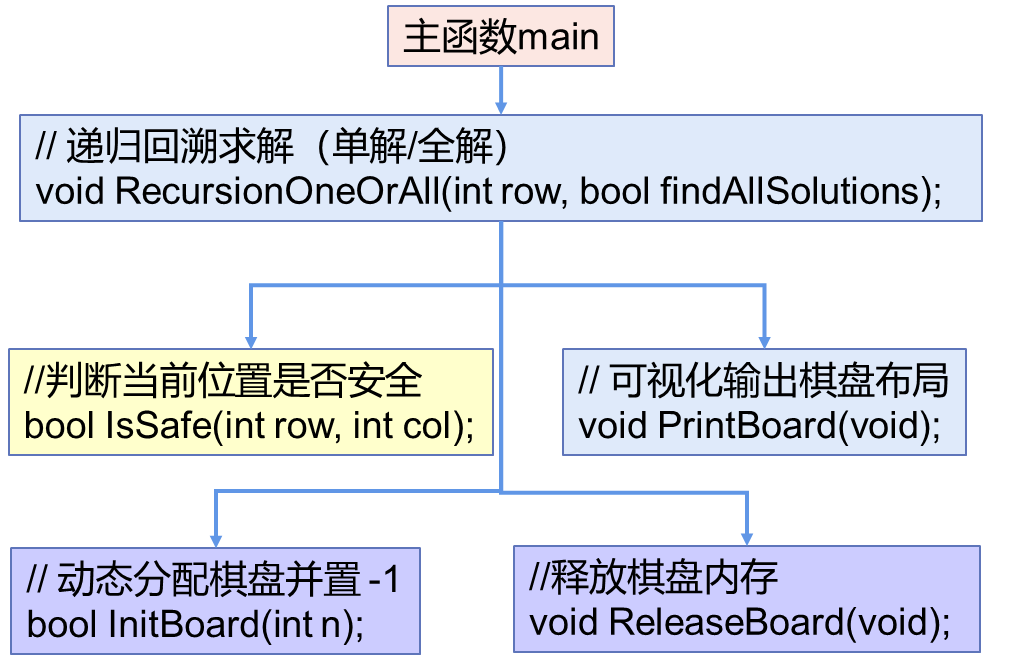 主函数main
// 递归回溯求解（单解/全解）
void RecursionOneOrAll(int row, bool findAllSolutions);
//判断当前位置是否安全
bool IsSafe(int row, int col);
// 可视化输出棋盘布局
void PrintBoard(void);
// 动态分配棋盘并置 -1
bool InitBoard(int n);
//释放棋盘内存
void ReleaseBoard(void);